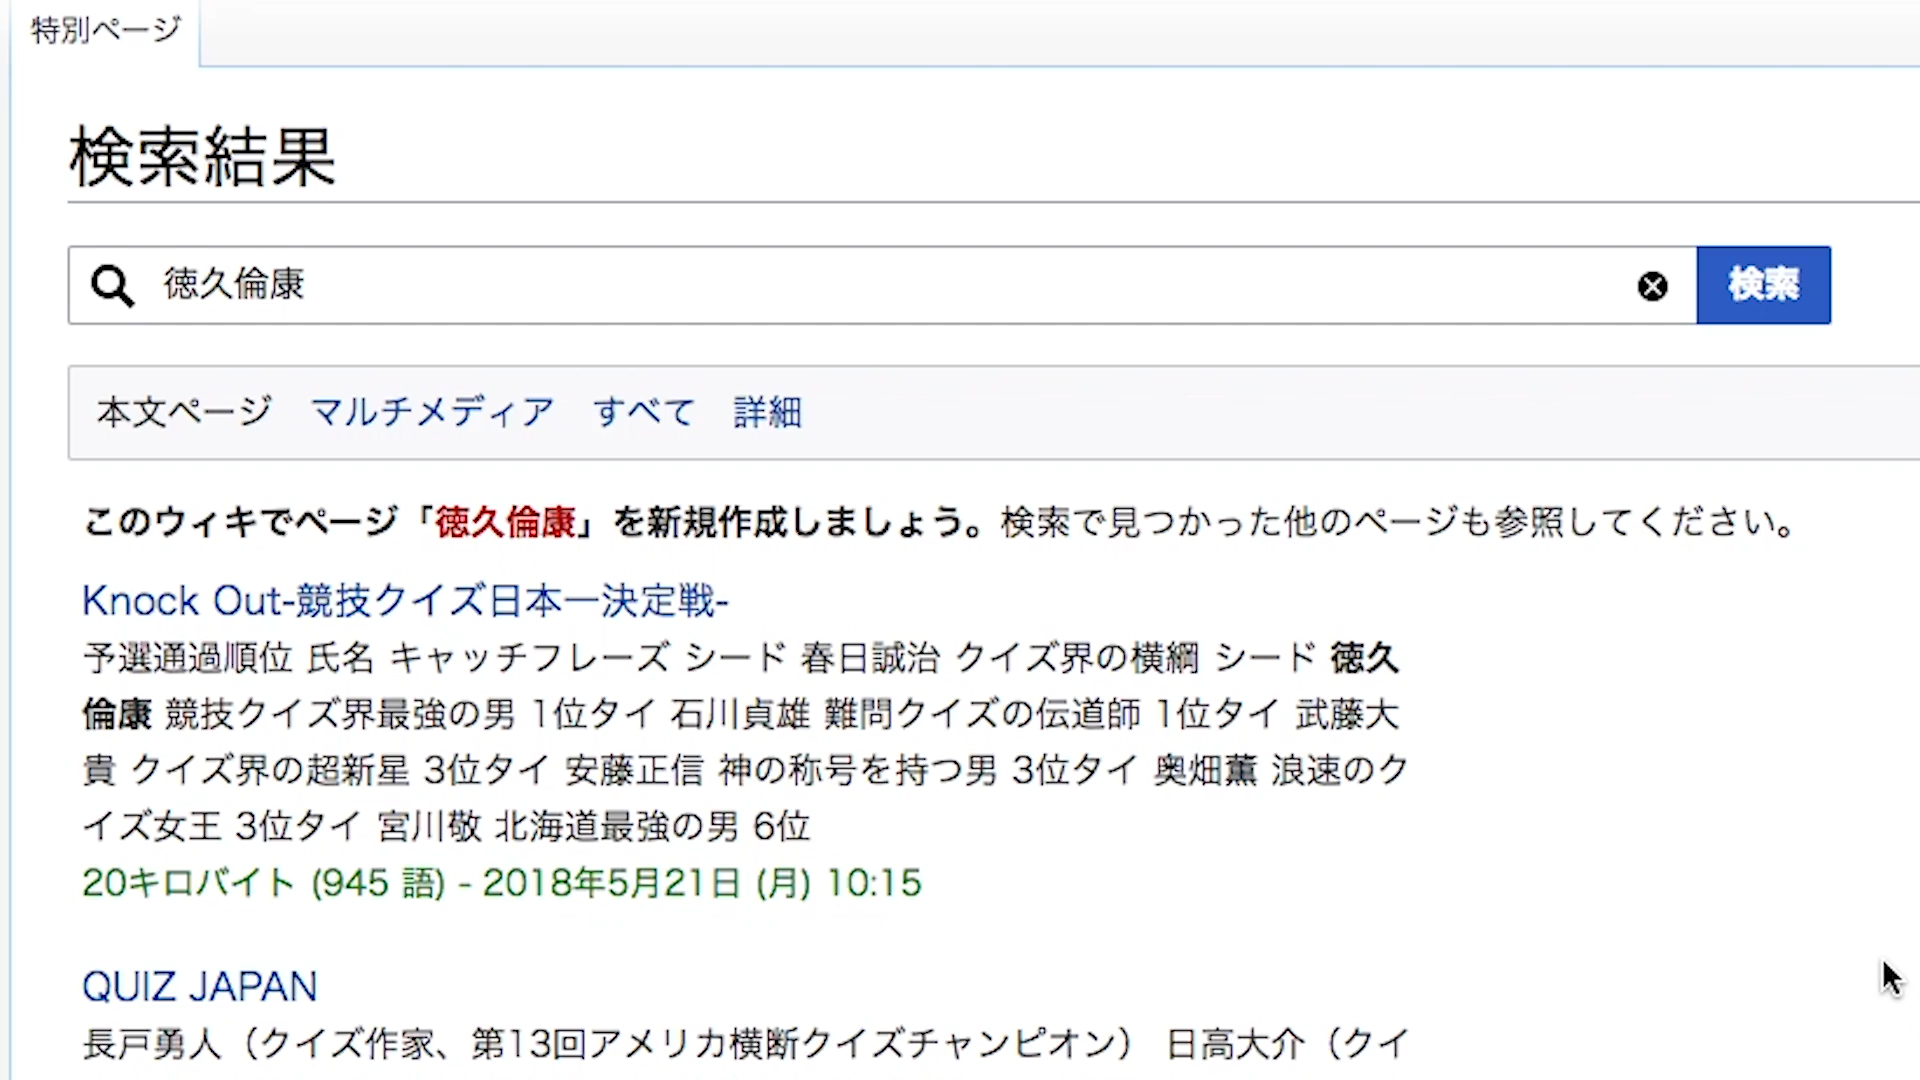 特別ページ
検索結果
徳久倫康
検索
本文ページ マルチメディア すべて 詳細
このウィキでページ「徳久倫康」を新規作成しましょう。検索で見つかった他のページも参照してください。
Knock Out-競技クイズ日本一決定戦-
予選通過順位 氏名 キャッチフレーズ シード 春日誠治 クイズ界の横綱 シード 徳久
倫康 競技クイズ界最強の男 1位タイ 石川貞雄 難問クイズの伝道師 1位タイ 武藤大
貴 クイズ界の超新星 3位タイ 安藤正信 神の称号を持つ男 3位タイ 奥畑薫 浪速のク
イズ女王 3位タイ 宮川敬 北海道最強の男 6位
20キロバイト (945 語) - 2018年5月21日 (月) 10:15
QUIZ JAPAN
長戸勇人（クイズ作家、第13回アメリカ横断クイズチャンピオン） 日高大介（クイ